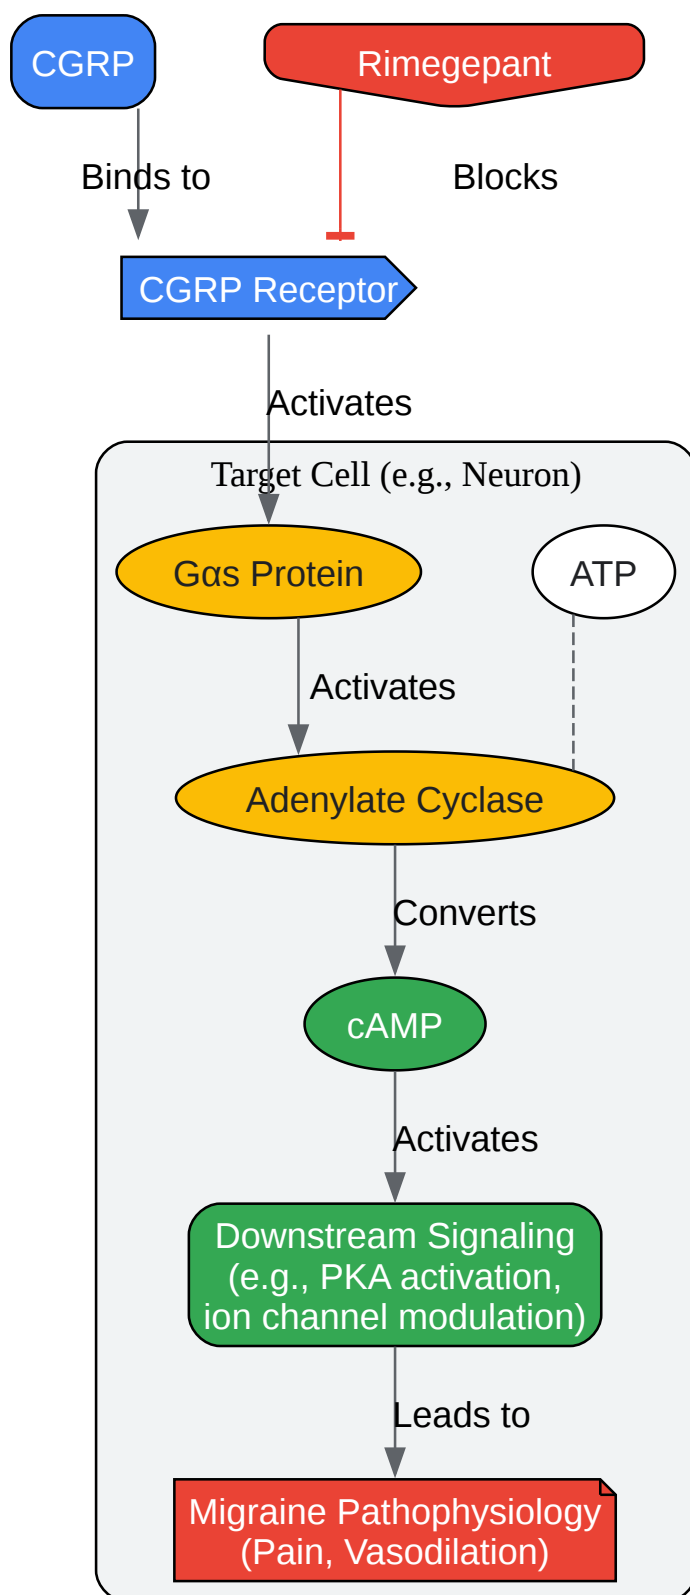 CGRP
Rimegepant
Binds to
Blocks
CGRP Receptor
Activates
Target Cell (e.g., Neuron)
Gαs Protein
ATP
Activates
Adenylate Cyclase
Converts
cAMP
Activates
Downstream Signaling
(e.g., PKA activation,
ion channel modulation)
Leads to
Migraine Pathophysiology
(Pain, Vasodilation)